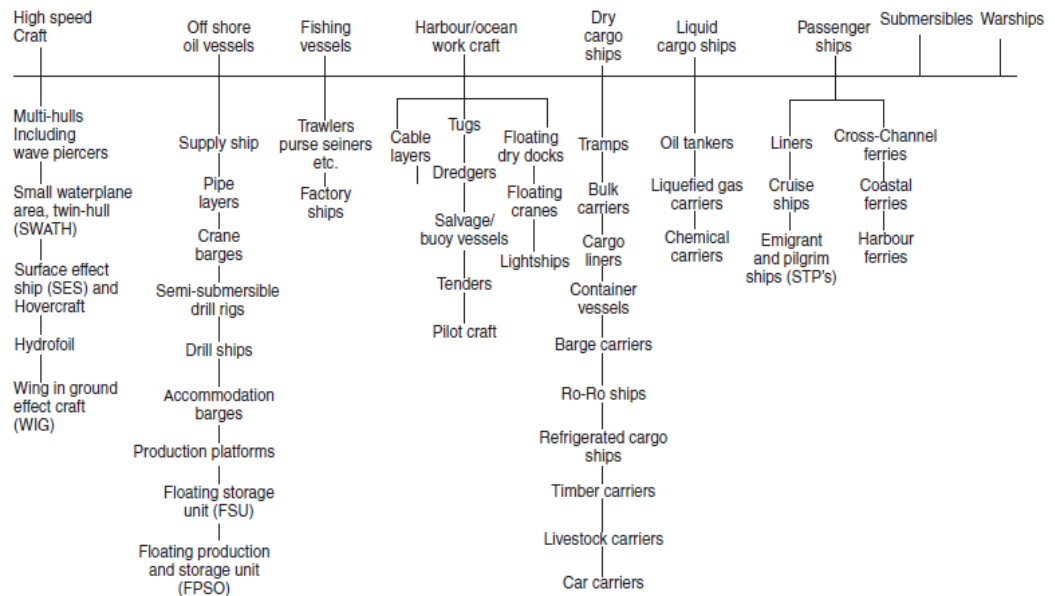 High speed
Craft
Off shore
oil vessels
Fishing
vessels
Harbour/ocean
work craft
Dry
cargo
ships
Liquid
cargo ships
Passenger
ships
Submersibles
Warships
Multi-hulls
Including
wave piercers
Small waterplane
area, twin-hull
(SWATH)
Surface effect
ship (SES) and
Hovercraft
Hydrofoil
Wing in ground
effect craft
(WIG)
Supply ship
Pipe
layers
Crane
barges
Semi-submersible
drill rigs
Drill ships
Accommodation
barges
Production platforms
Floating storage
unit (FSU)
Floating production
and storage unit
(FPSO)
Trawlers
purse seiners
etc.
Factory
ships
Cable
layers
Tugs
Dredgers
Salvage/
buoy vessels
Tenders
Pilot craft
Floating
dry docks
Floating
cranes
Lightships
Tramps
Bulk
carriers
Cargo
liners
Container
vessels
Barge carriers
Ro-Ro ships
Refrigerated cargo
ships
Timber carriers
Livestock carriers
Car carriers
Oil tankers
Liquefied gas
carriers
Chemical
carriers
Liners
Cruise
ships
Emigrant
and pilgrim
ships (STP's)
Cross-Channel
ferries
Coastal
ferries
Harbour
ferries